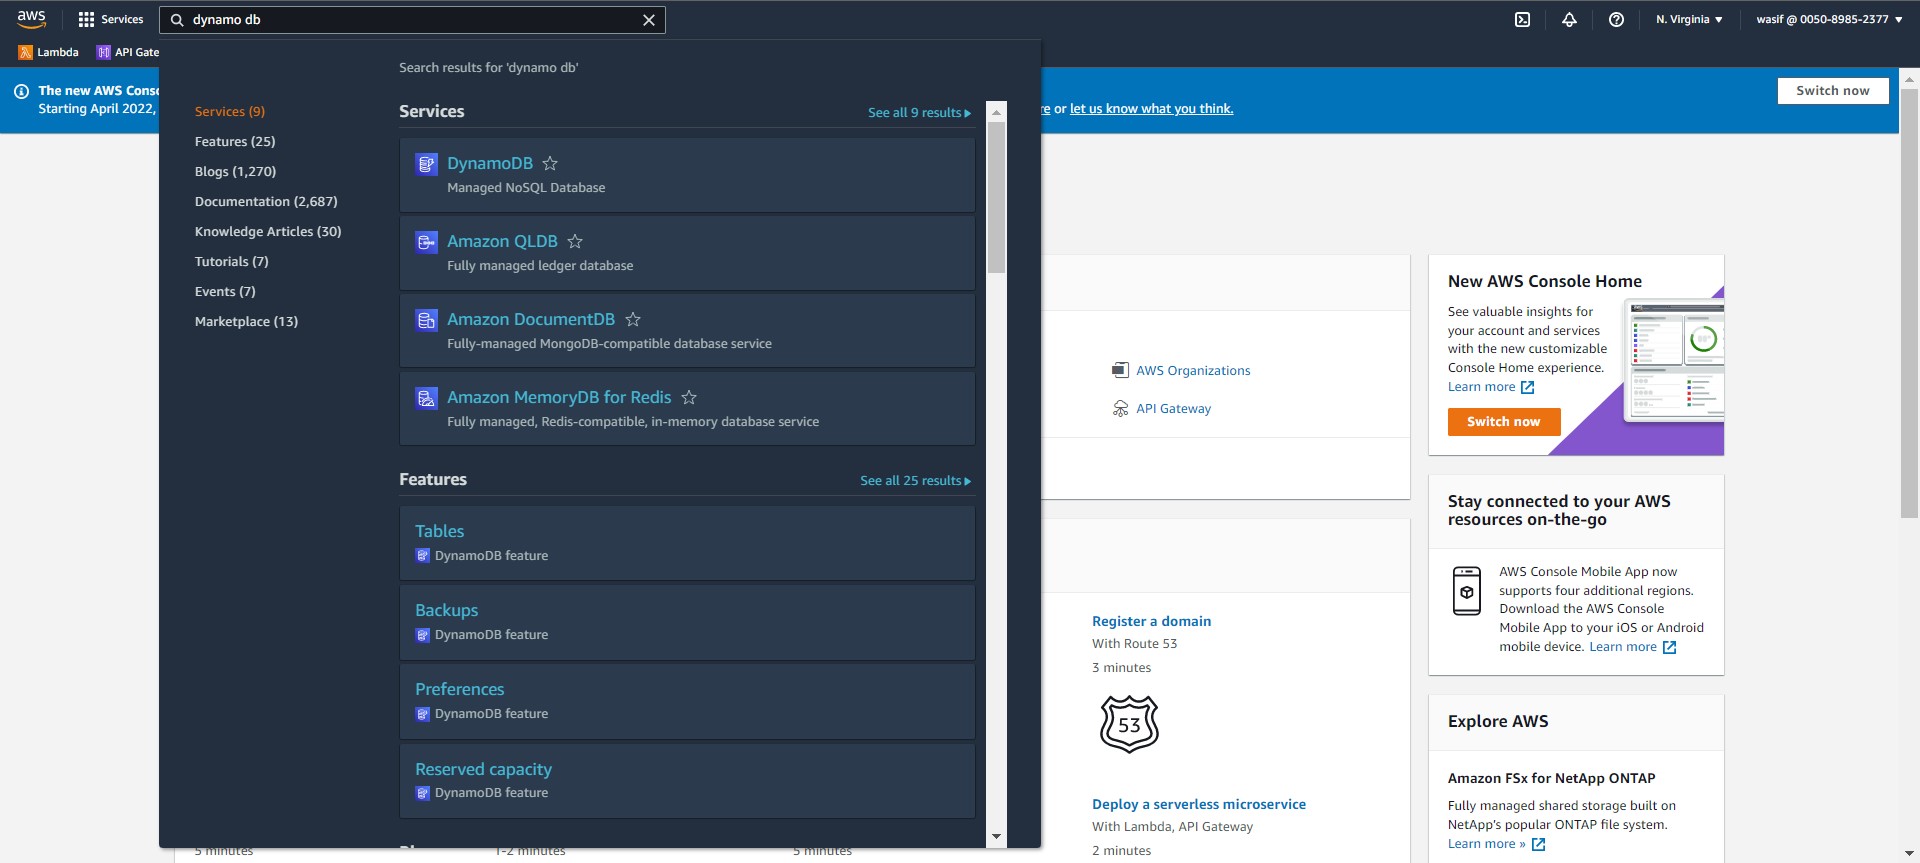 aws
Services
dynamo db
N. Virginia
wasif @ 0050-8985-2377
Lambda
API Gate
The new AWS Conso
Starting April 2022,
re or let us know what you think.
Switch now
Search results for 'dynamo db'
Services (9)
Features (25)
Blogs (1,270)
Documentation (2,687)
Knowledge Articles (30)
Tutorials (7)
Events (7)
Marketplace (13)
Services
See all 9 results
DynamoDB
Managed NoSQL Database
Amazon QLDB
Fully managed ledger database
Amazon DocumentDB
Fully-managed MongoDB-compatible database service
Amazon MemoryDB for Redis
Fully managed, Redis-compatible, in-memory database service
Features
See all 25 results
Tables
DynamoDB feature
Backups
DynamoDB feature
Preferences
DynamoDB feature
Reserved capacity
DynamoDB feature
5 minutes
1-2 minutes
5 minutes
AWS Organizations
API Gateway
Register a domain
With Route 53
3 minutes
53
Deploy a serverless microservice
With Lambda, API Gateway
2 minutes
New AWS Console Home
See valuable insights for
your account and services
with the new customizable
Console Home experience.
Learn more
Switch now
Stay connected to your AWS
resources on-the-go
AWS Console Mobile App now
supports four additional regions.
Download the AWS Console
Mobile App to your iOS or Android
mobile device. Learn more
Explore AWS
Amazon FSx for NetApp ONTAP
Fully managed shared storage built on
NetApp's popular ONTAP file system.
Learn more »